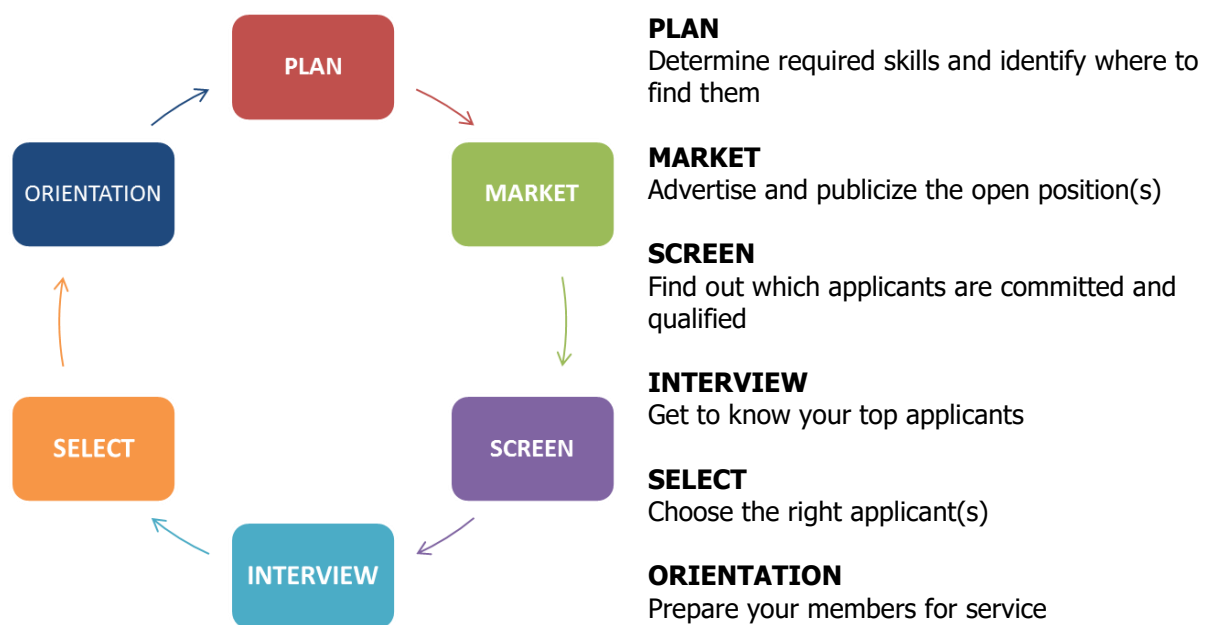 PLAN
MARKET
SCREEN
INTERVIEW
SELECT
ORIENTATION
PLAN
Determine required skills and identify where to
find them
MARKET
Advertise and publicize the open position(s)
SCREEN
Find out which applicants are committed and
qualified
INTERVIEW
Get to know your top applicants
SELECT
Choose the right applicant(s)
ORIENTATION
Prepare your members for service